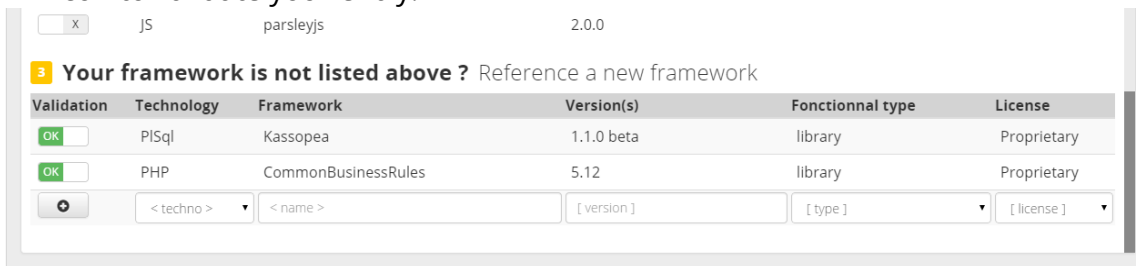 X JS parsleyjs 2.0.0
3 Your framework is not listed above ? Reference a new framework
Validation Technology Framework Version(s) Fonctionnal type License
OK PlSql Kassopea 1.1.0 beta library Proprietary
OK PHP CommonBusinessRules 5.12 library Proprietary
< techno > < name > [ version ] [ type ] [ license ]